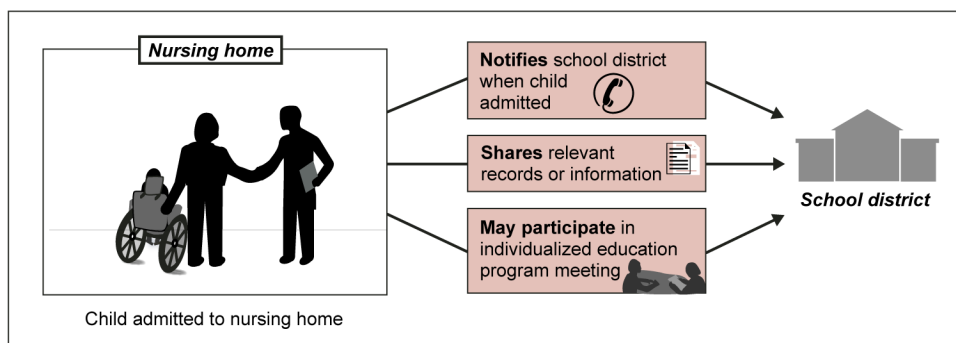 Nursing home
Notifies school district
when child
admitted
Shares relevant
records or information
May participate in
individualized education
program meeting
School district
Child admitted to nursing home